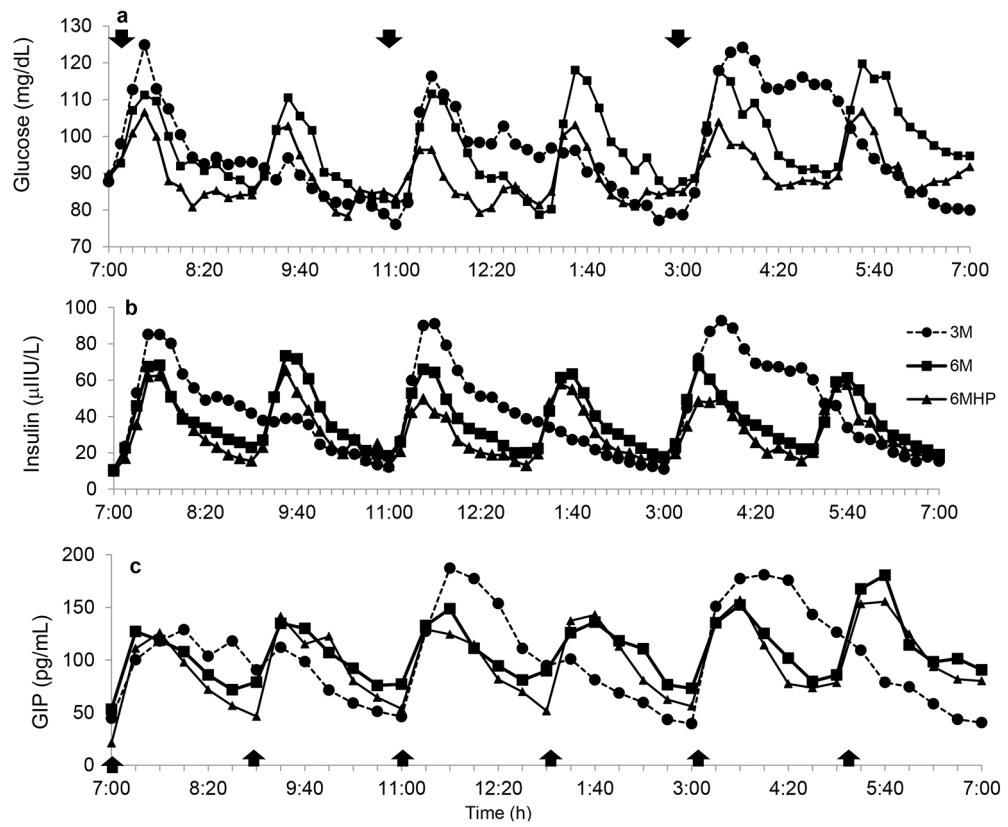 a
Glucose (mg/dL)
130
120
110
100
90
80
70
7:00 8:20 9:40 11:00 12:20 1:40 3:00 4:20 5:40 7:00
b
Insulin (µIIU/L)
100
80
60
40
20
0
7:00 8:20 9:40 11:00 12:20 1:40 3:00 4:20 5:40 7:00
3M
6M
6MHP
c
GIP (pg/mL)
200
150
100
50
0
7:00 8:20 9:40 11:00 12:20 1:40 3:00 4:20 5:40 7:00
Time (h)